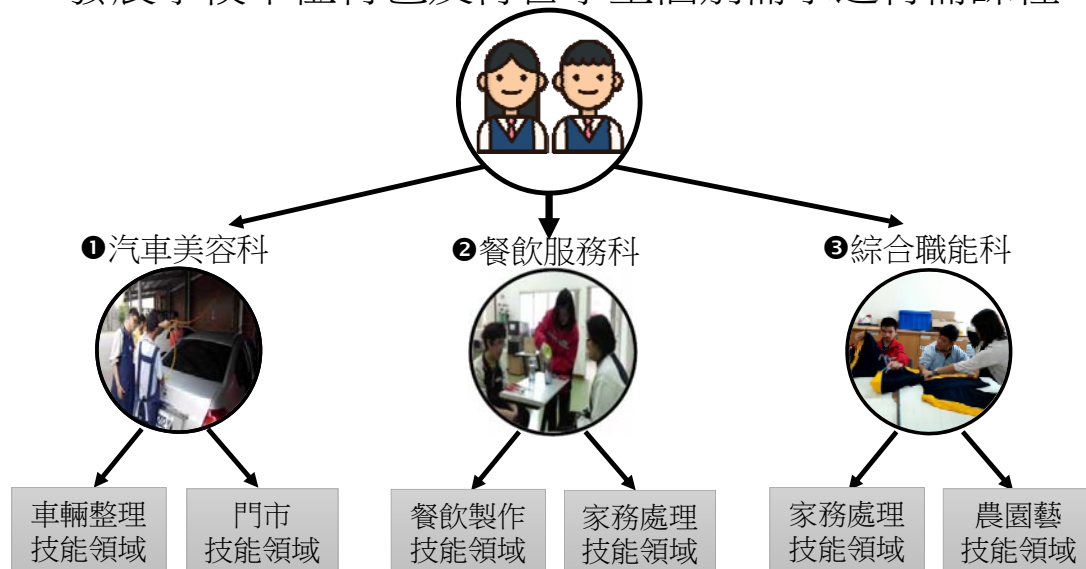 ❶汽車美容科
❷餐飲服務科
❸綜合職能科
車輛整理
技能領域
門市
技能領域
餐飲製作
技能領域
家務處理
技能領域
家務處理
技能領域
農園藝
技能領域